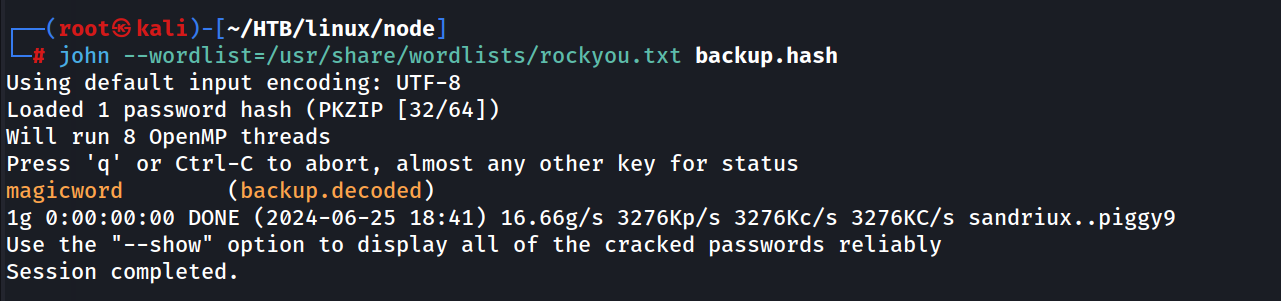 ┌──(root㉿kali)-[~/HTB/linux/node]
└─# john --wordlist=/usr/share/wordlists/rockyou.txt backup.hash
Using default input encoding: UTF-8
Loaded 1 password hash (PKZIP [32/64])
Will run 8 OpenMP threads
Press 'q' or Ctrl-C to abort, almost any other key for status
magicword        (backup.decoded)
1g 0:00:00:00 DONE (2024-06-25 18:41) 16.66g/s 3276Kp/s 3276Kc/s 3276KC/s sandriux..piggy9
Use the "--show" option to display all of the cracked passwords reliably
Session completed.